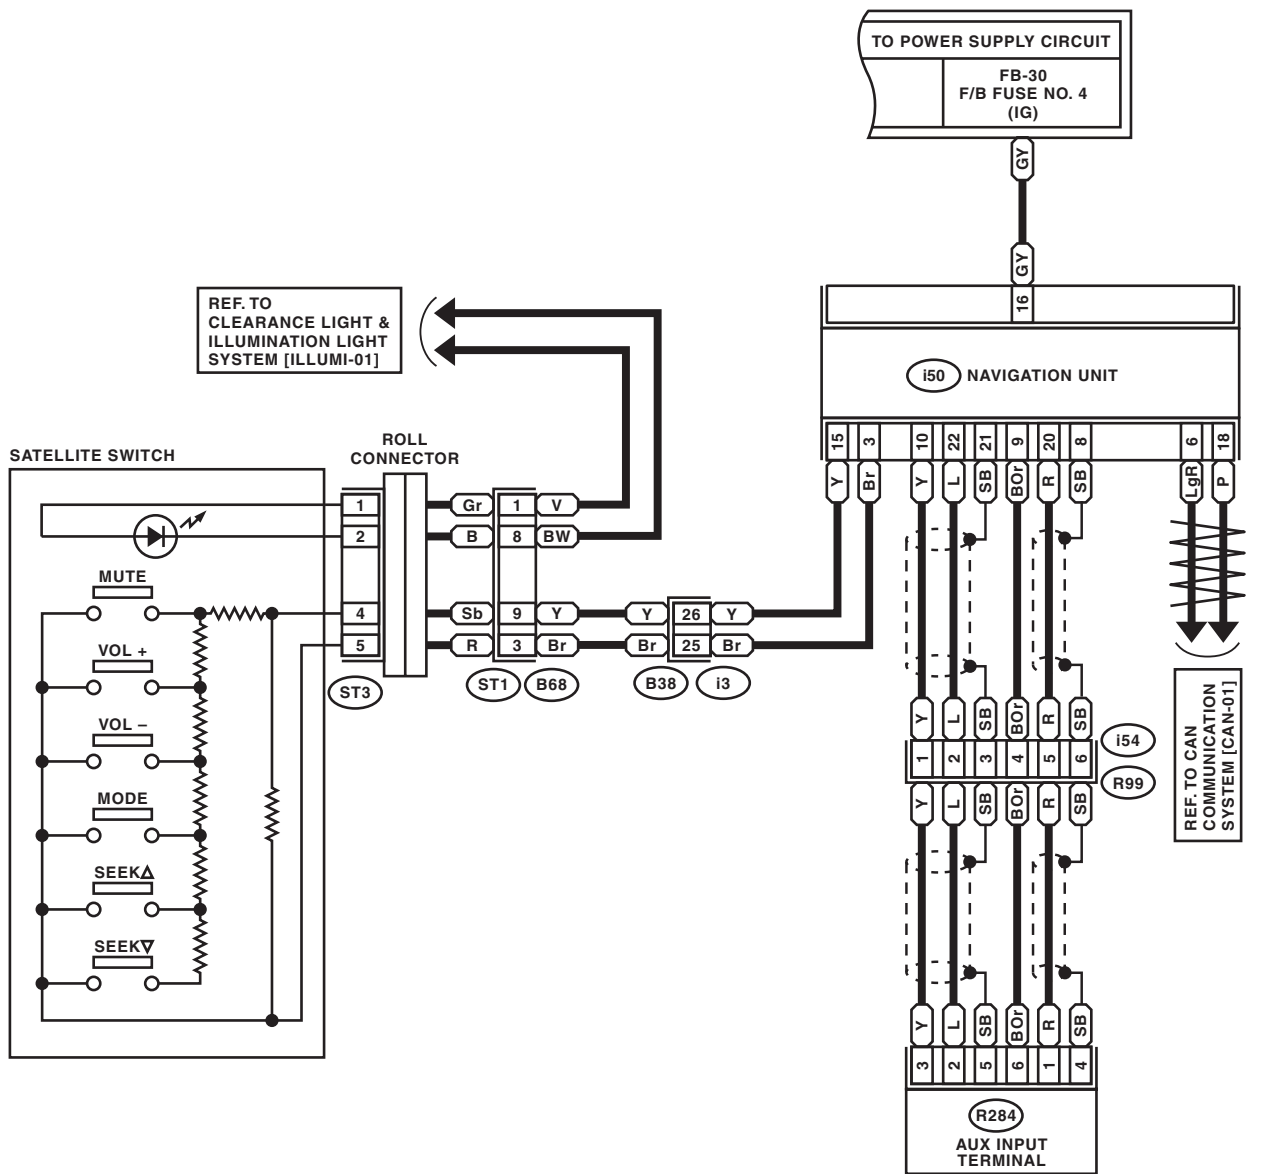 TO POWER SUPPLY CIRCUIT
FB-30
F/B FUSE NO. 4
(IG)
GY
GY
16
REF. TO
CLEARANCE LIGHT &
ILLUMINATION LIGHT
SYSTEM [ILLUMI-01]
i50 NAVIGATION UNIT
15 3 10 22 21 9 20 8 6 18
Y Br Y L SB BOr R SB LgR P
ROLL
CONNECTOR
SATELLITE SWITCH
1 Gr 1 V
2 B 8 BW
MUTE
4 Sb 9 Y Y 26 Y
5 R 3 Br Br 25 Br
ST3 ST1 B68 B38 i3
VOL +
VOL –
MODE
SEEK△
SEEK▽
REF. TO CAN
COMMUNICATION
SYSTEM [CAN-01]
Y L SB BOr R SB
1 2 3 4 5 6
i54
R99
Y L SB BOr R SB
Y L SB BOr R SB
3 2 5 6 1 4
R284
AUX INPUT
TERMINAL